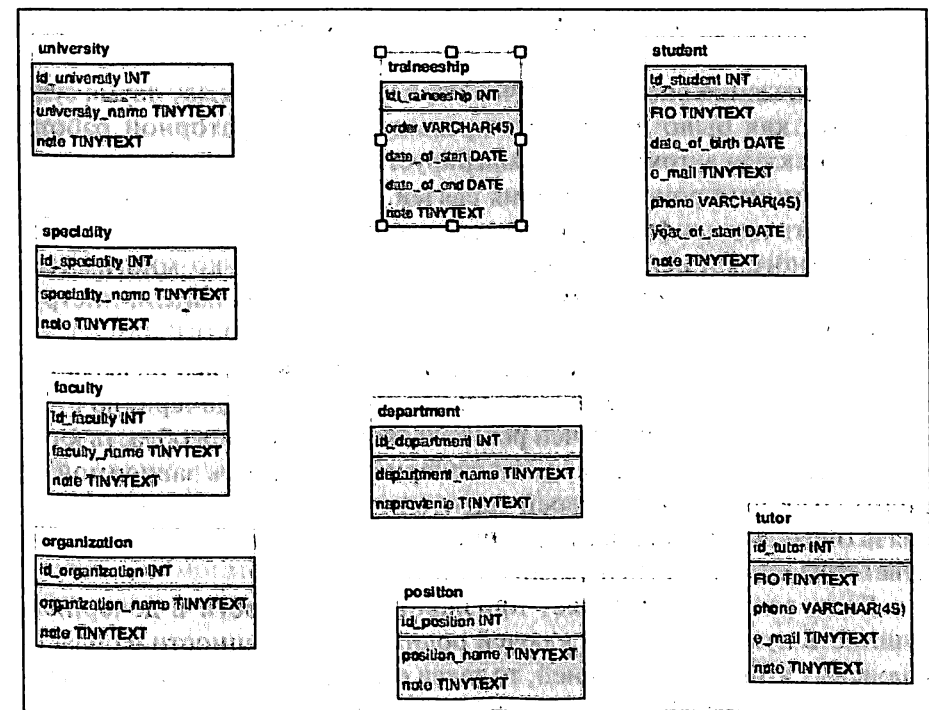 university
id_university INT
university_name TINYTEXT
note TINYTEXT
traineeship
order VARCHAR(45)
date_of_start DATE
date_of_end DATE
note TINYTEXT
student
id_student INT
FIO TINYTEXT
date_of_birth DATE
e_mail TINYTEXT
phone VARCHAR(45)
year_of_start DATE
note TINYTEXT
speciality
id_speciality INT
speciality_name TINYTEXT
note TINYTEXT
faculty
id_faculty INT
faculty_name TINYTEXT
note TINYTEXT
department
id_department INT
department_name TINYTEXT
napravlenie TINYTEXT
organization
id_organization INT
organization_name TINYTEXT
note TINYTEXT
position
id_position INT
position_name TINYTEXT
note TINYTEXT
tutor
id_tutor INT
FIO TINYTEXT
phone VARCHAR(45)
e_mail TINYTEXT
note TINYTEXT